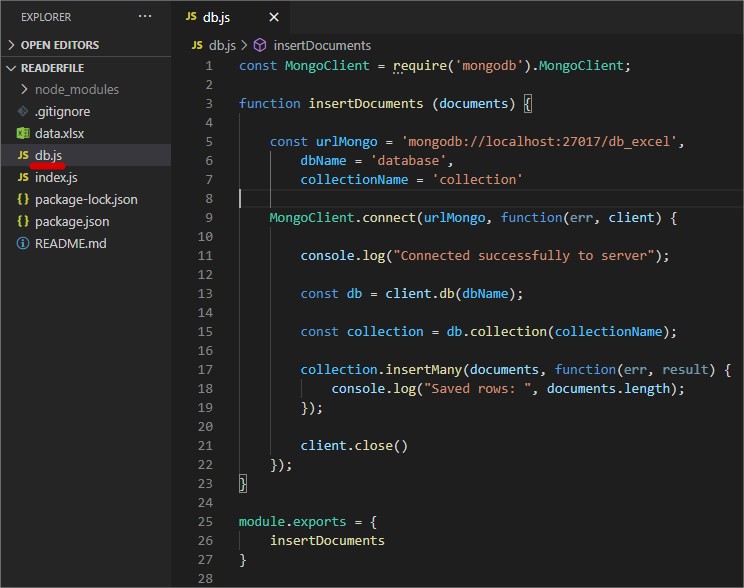 EXPLORER ...
OPEN EDITORS
READERFILE
node_modules
.gitignore
data.xlsx
JS db.js
JS index.js
{} package-lock.json
{} package.json
README.md
JS db.js ×
JS db.js > insertDocuments
1 const MongoClient = require('mongodb').MongoClient;
2
3 function insertDocuments (documents) {
4
5 const urlMongo = 'mongodb://localhost:27017/db_excel',
6 dbName = 'database',
7 collectionName = 'collection'
8
9 MongoClient.connect(urlMongo, function(err, client) {
10
11 console.log("Connected successfully to server");
12
13 const db = client.db(dbName);
14
15 const collection = db.collection(collectionName);
16
17 collection.insertMany(documents, function(err, result) {
18 console.log("Saved rows: ", documents.length);
19 });
20
21 client.close()
22 });
23 }
24
25 module.exports = {
26 insertDocuments
27 }
28